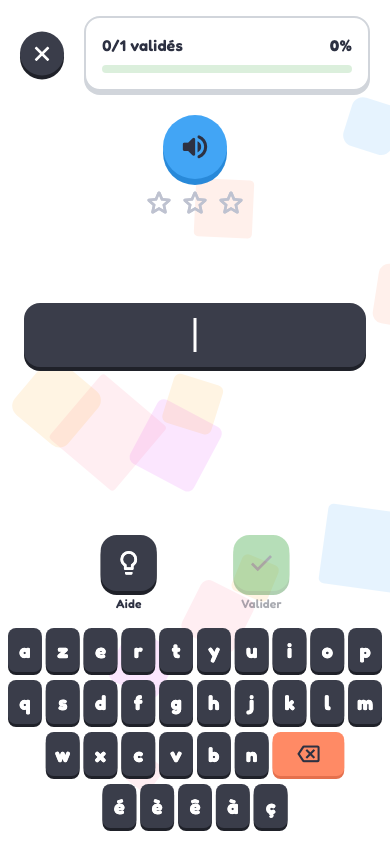 0/1 validés 0%
Aide Valider
a z e r t y u i o p
q s d f g h j k l m
w x c v b n
é è ê à ç